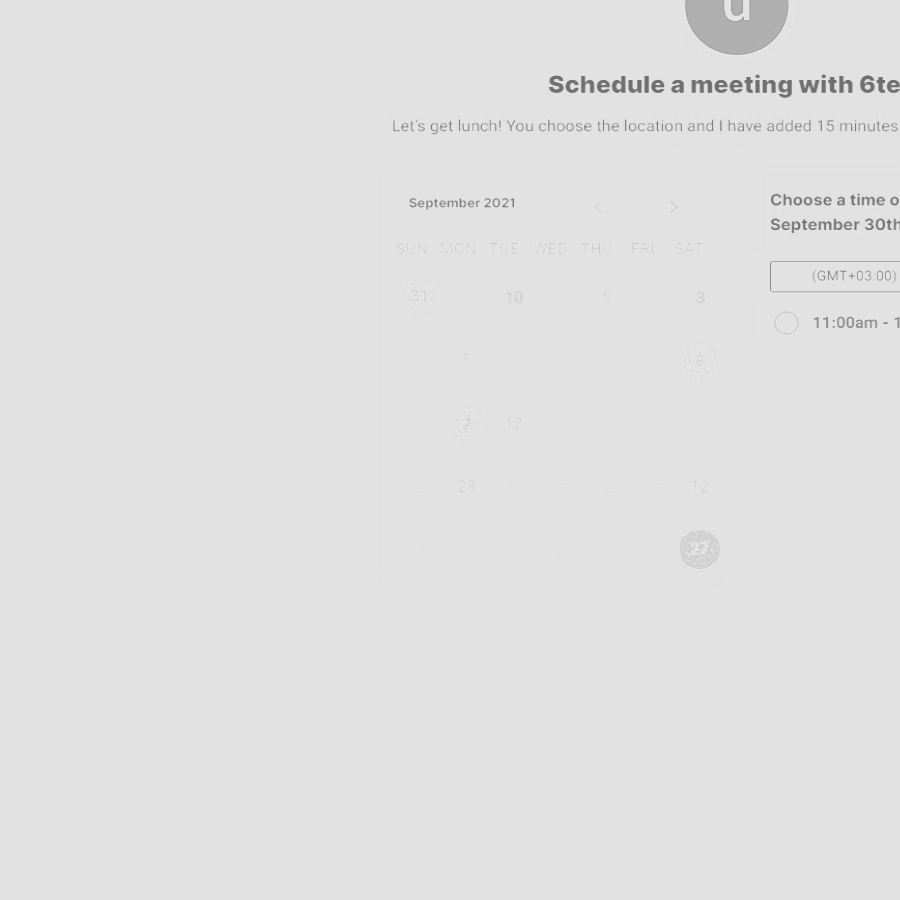 u
Schedule a meeting with 6te
Let's get lunch! You choose the location and I have added 15 minutes
September 2021
Choose a time o
September 30th
SUN MON TUE WED THU FRI SAT
(GMT+03:00)
31 10 5 3
11:00am - 1
5 8
2 12
28 12
27